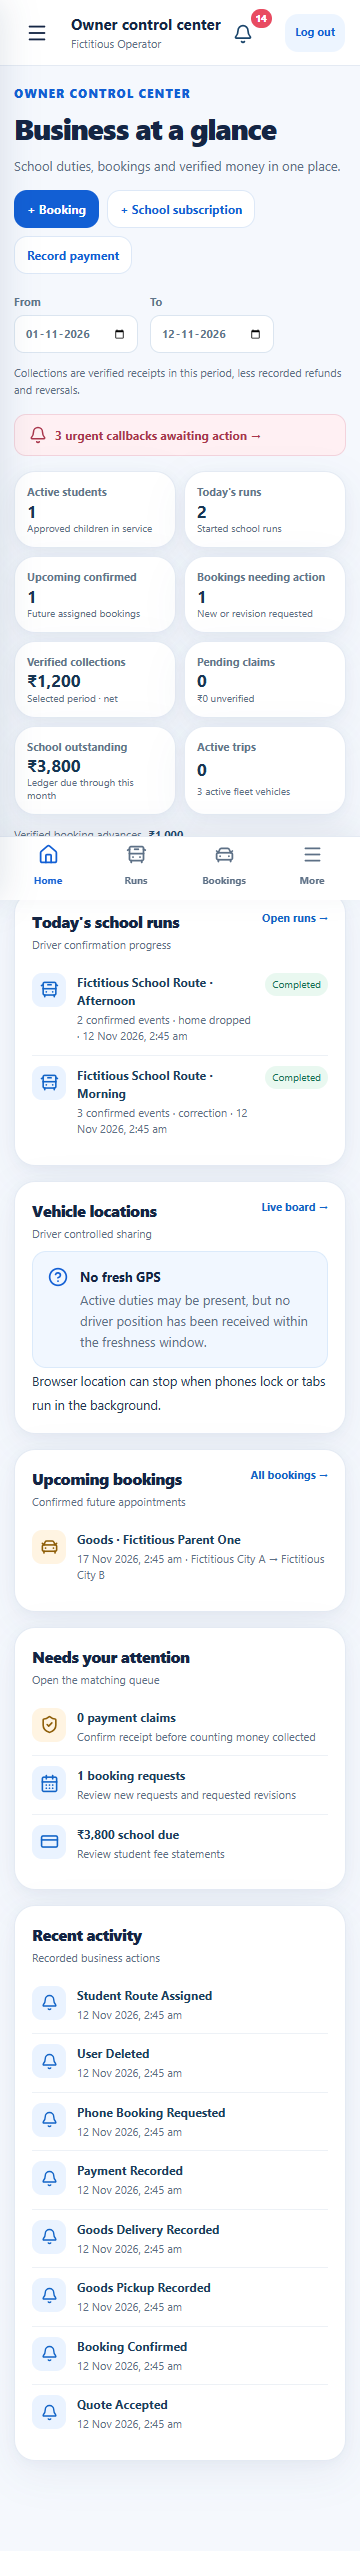 Owner control center
Fictitious Operator
14
Log out
OWNER CONTROL CENTER
Business at a glance
School duties, bookings and verified money in one place.
+ Booking
+ School subscription
Record payment
From
To
01-11-2026
12-11-2026
Collections are verified receipts in this period, less recorded refunds
and reversals.
3 urgent callbacks awaiting action →
Active students
1
Approved children in service
Today's runs
2
Started school runs
Upcoming confirmed
1
Future assigned bookings
Bookings needing action
1
New or revision requested
Verified collections
₹1,200
Selected period · net
Pending claims
0
₹0 unverified
School outstanding
₹3,800
Ledger due through this
month
Active trips
0
3 active fleet vehicles
Verified booking advances ₹1,000
Home
Runs
Bookings
More
Today's school runs
Open runs →
Driver confirmation progress
Fictitious School Route ·
Afternoon
Completed
2 confirmed events · home dropped
· 12 Nov 2026, 2:45 am
Fictitious School Route ·
Morning
Completed
3 confirmed events · correction · 12
Nov 2026, 2:45 am
Vehicle locations
Live board →
Driver controlled sharing
No fresh GPS
Active duties may be present, but no
driver position has been received within
the freshness window.
Browser location can stop when phones lock or tabs
run in the background.
Upcoming bookings
All bookings →
Confirmed future appointments
Goods · Fictitious Parent One
17 Nov 2026, 2:45 am · Fictitious City A → Fictitious
City B
Needs your attention
Open the matching queue
0 payment claims
Confirm receipt before counting money collected
1 booking requests
Review new requests and requested revisions
₹3,800 school due
Review student fee statements
Recent activity
Recorded business actions
Student Route Assigned
12 Nov 2026, 2:45 am
User Deleted
12 Nov 2026, 2:45 am
Phone Booking Requested
12 Nov 2026, 2:45 am
Payment Recorded
12 Nov 2026, 2:45 am
Goods Delivery Recorded
12 Nov 2026, 2:45 am
Goods Pickup Recorded
12 Nov 2026, 2:45 am
Booking Confirmed
12 Nov 2026, 2:45 am
Quote Accepted
12 Nov 2026, 2:45 am